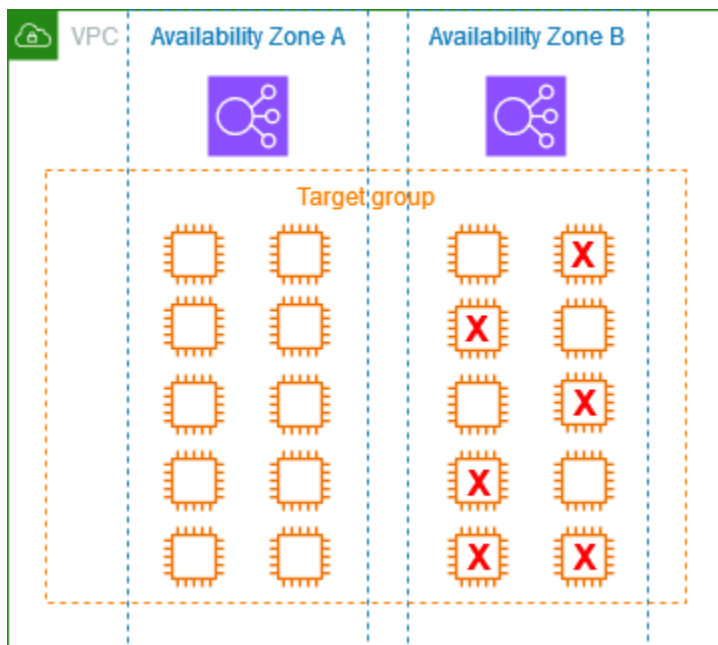 VPC
Availability Zone A
Availability Zone B
Target group
X
X
X
X
X
X